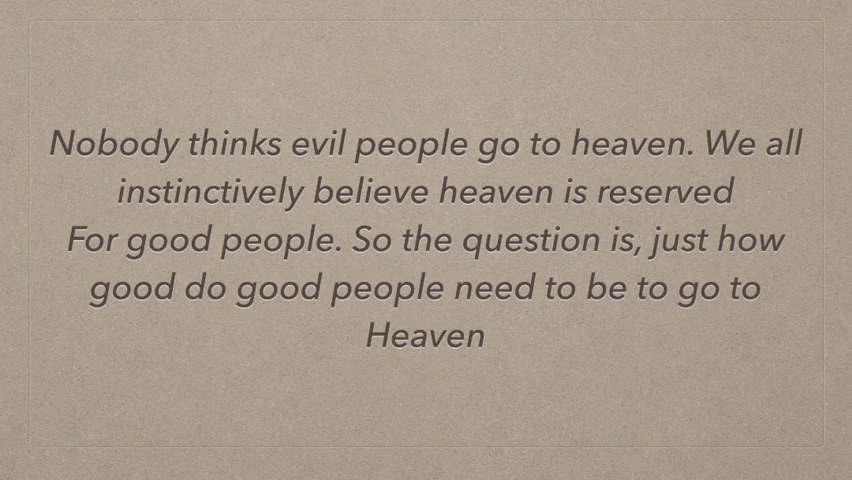 Nobody thinks evil people go to heaven. We all
instinctively believe heaven is reserved
For good people. So the question is, just how
good do good people need to be to go to
Heaven